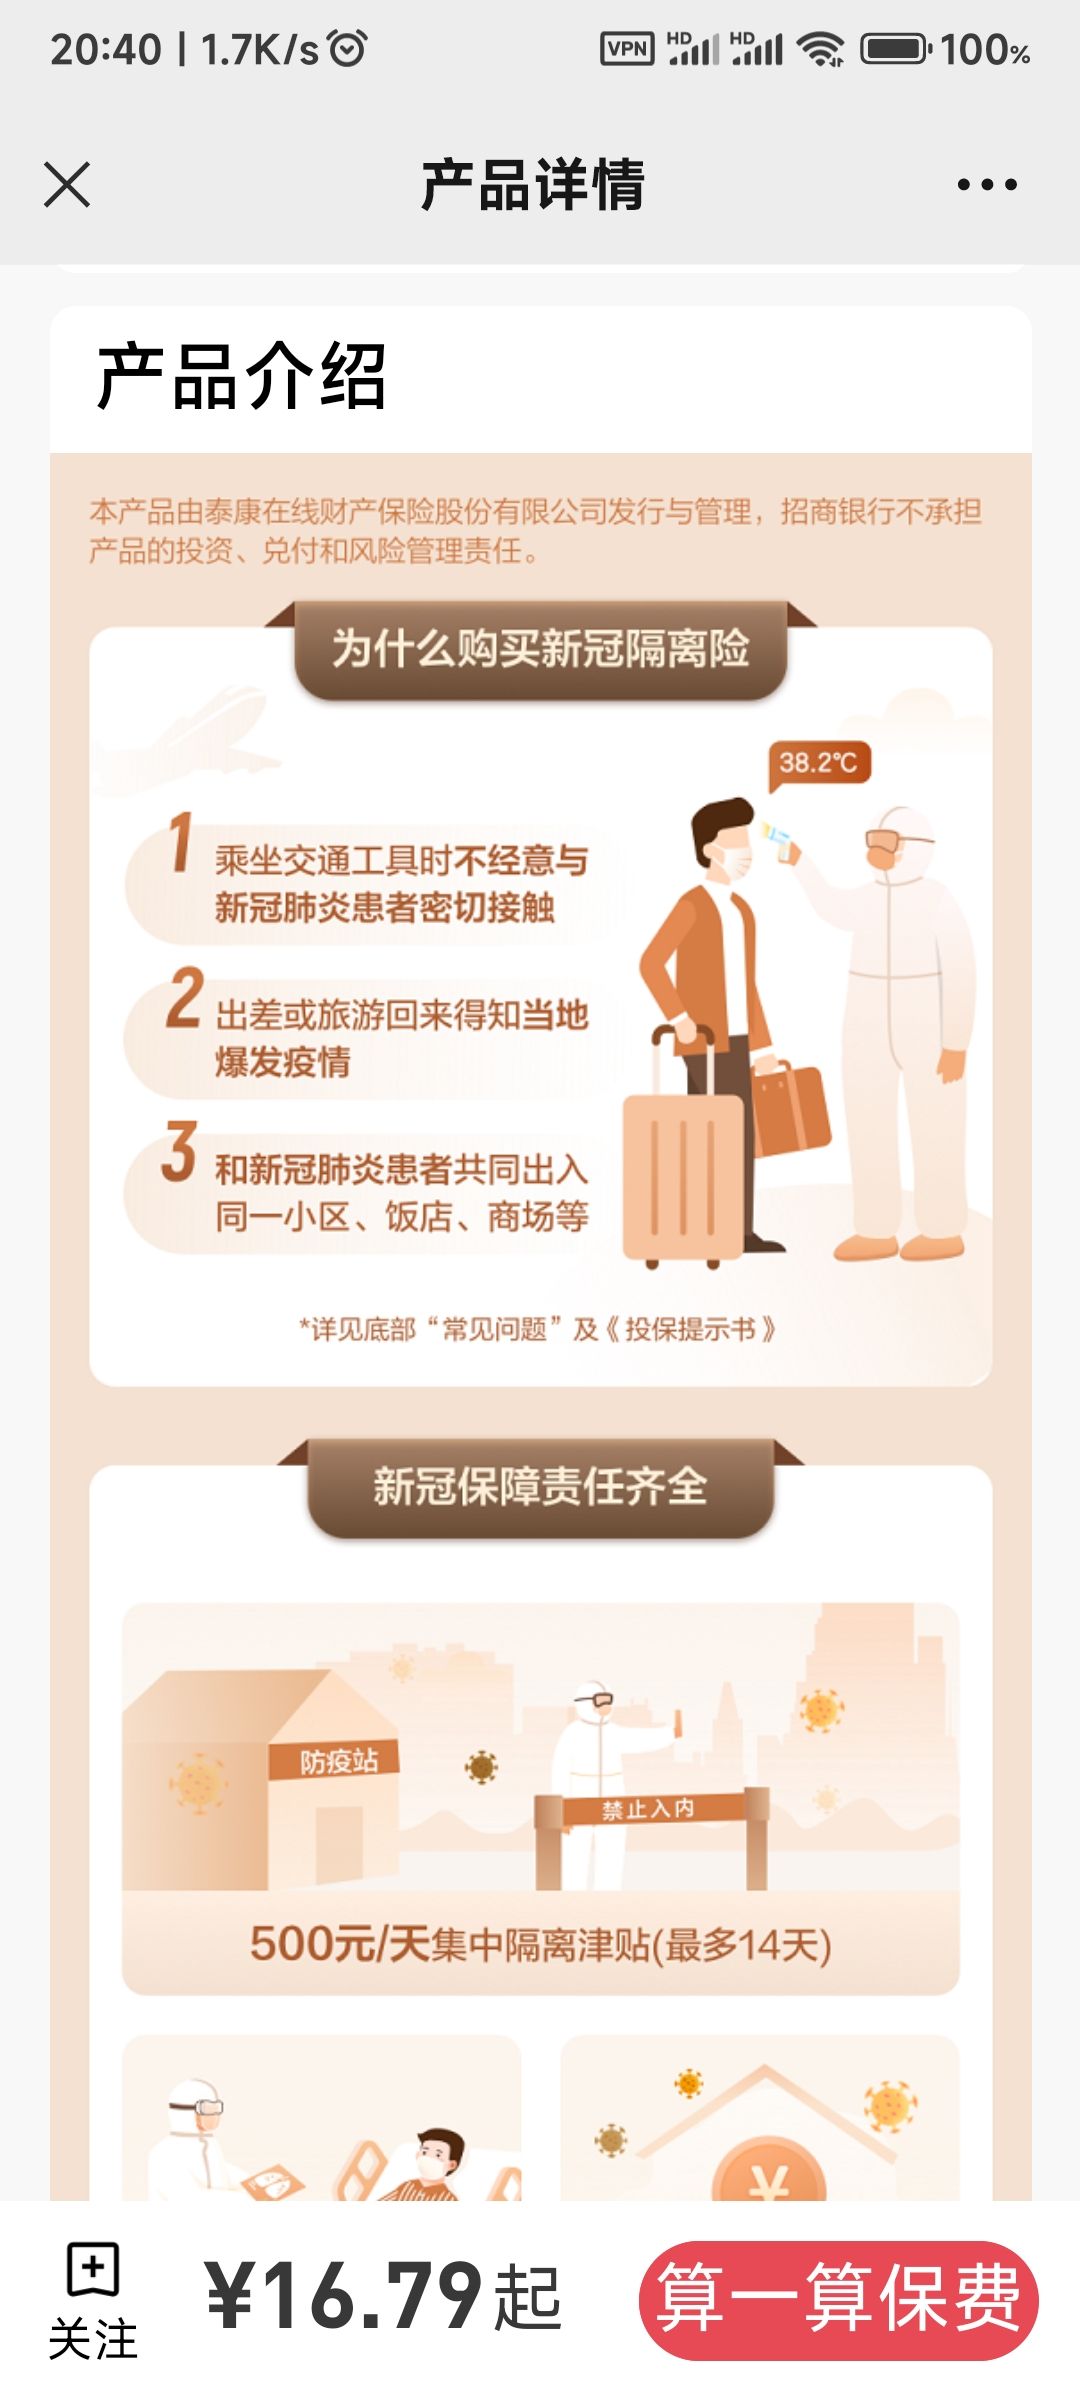 20:40 | 1.7K/s
VPN HD HD 100%
产品详情
产品介绍
本产品由泰康在线财产保险股份有限公司发行与管理，招商银行不承担
产品的投资、兑付和风险管理责任。
为什么购买新冠隔离险
38.2℃
1 乘坐交通工具时不经意与
新冠肺炎患者密切接触
2 出差或旅游回来得知当地
爆发疫情
3 和新冠肺炎患者共同出入
同一小区、饭店、商场等
*详见底部“常见问题”及《投保提示书》
新冠保障责任齐全
防疫站
禁止入内
500元/天集中隔离津贴(最多14天)
¥
关注
¥16.79起
算一算保费